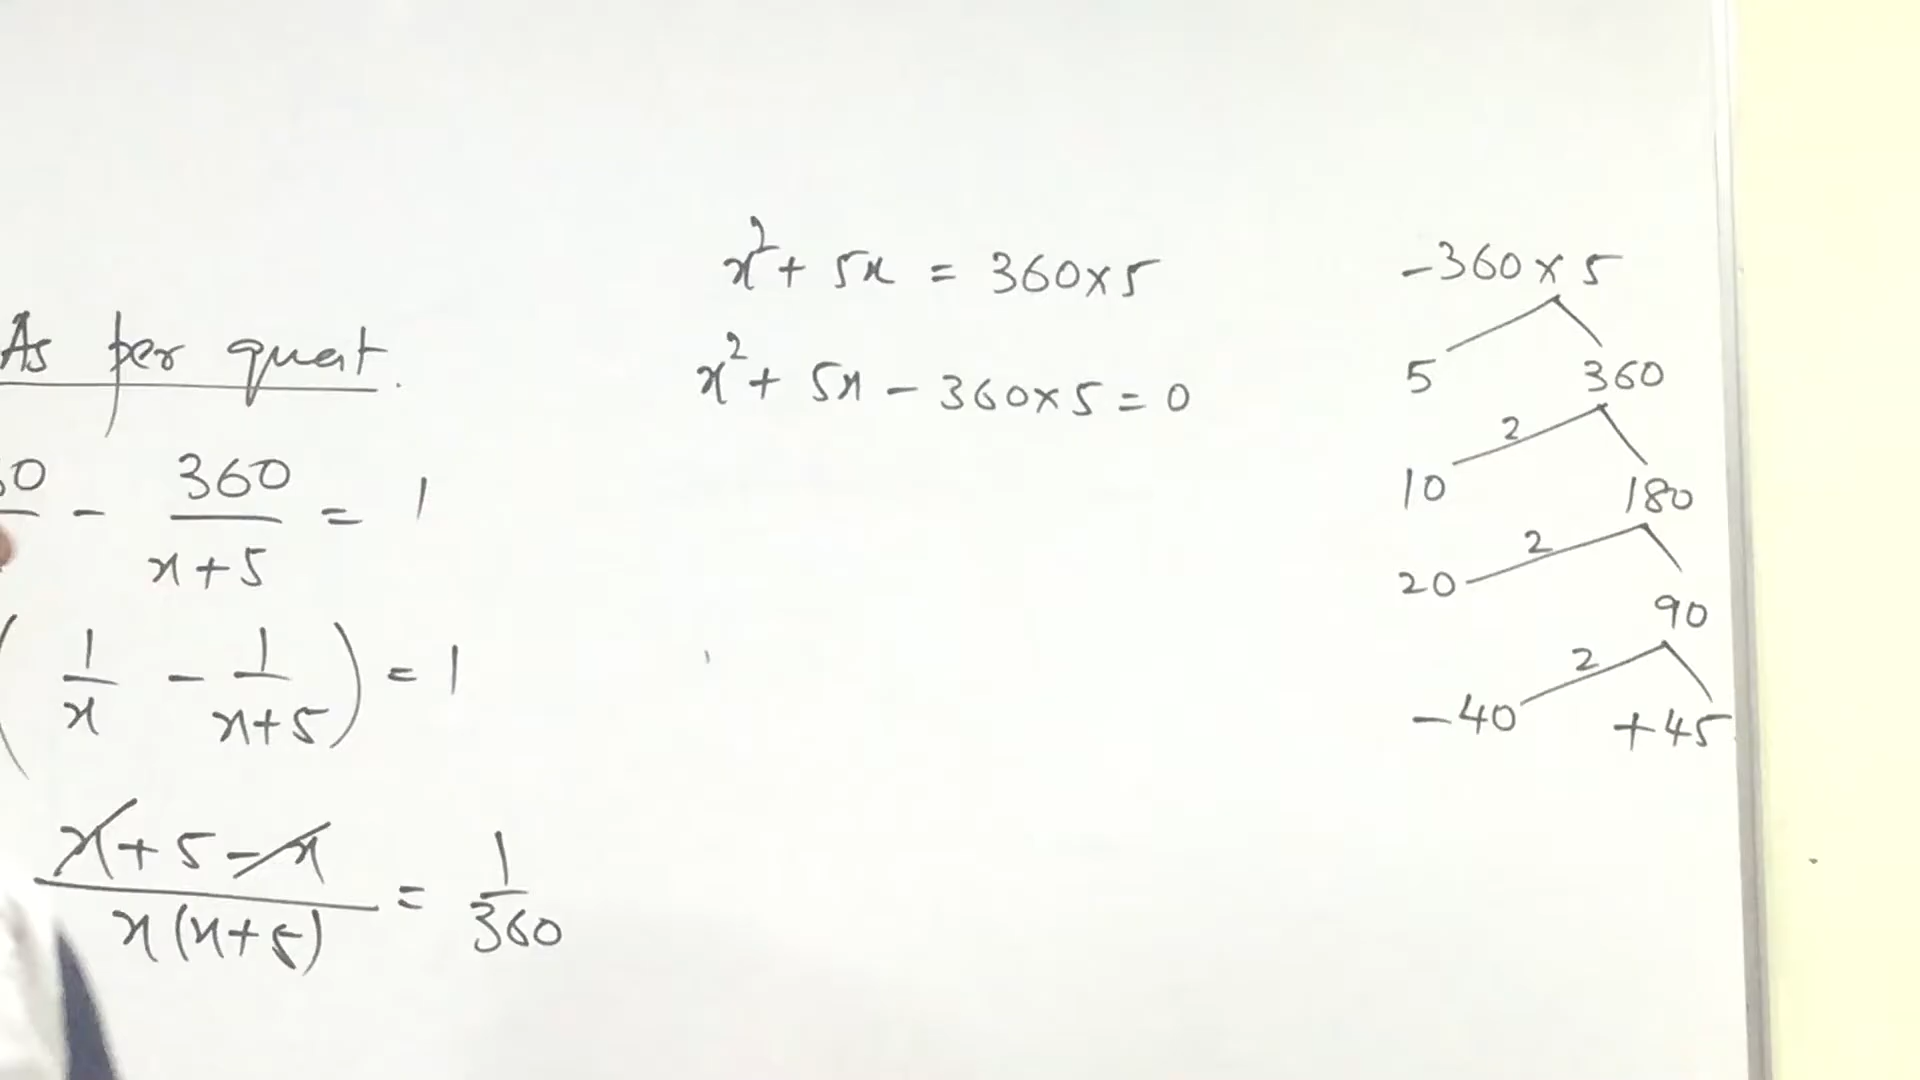 As per quest.
0 - 360/(x+5) = 1
(1/x - 1/(x+5)) = 1
(x+5-x)/(x(x+5)) = 1/360
x² + 5x = 360×5
x² + 5x - 360×5 = 0
-360×5
5 360
2
10 180
2
20 90
2
-40 +45